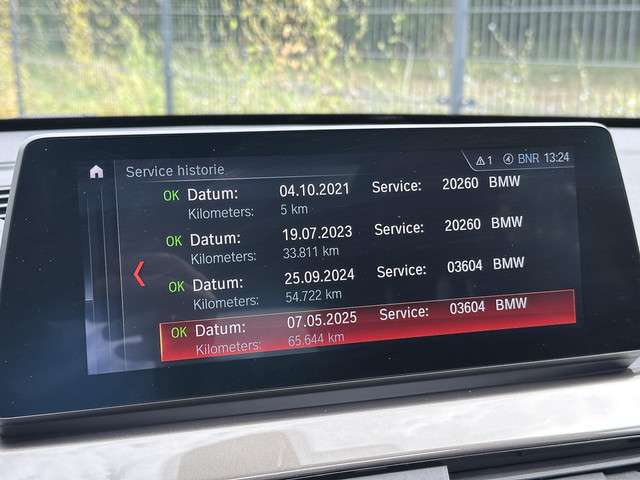 Service historie
1 BNR 13:24
OK Datum: 04.10.2021 Service: 20260 BMW
Kilometers: 5 km
OK Datum: 19.07.2023 Service: 20260 BMW
Kilometers: 33.811 km
OK Datum: 25.09.2024 Service: 03604 BMW
Kilometers: 54.722 km
OK Datum: 07.05.2025 Service: 03604 BMW
Kilometers: 65.644 km